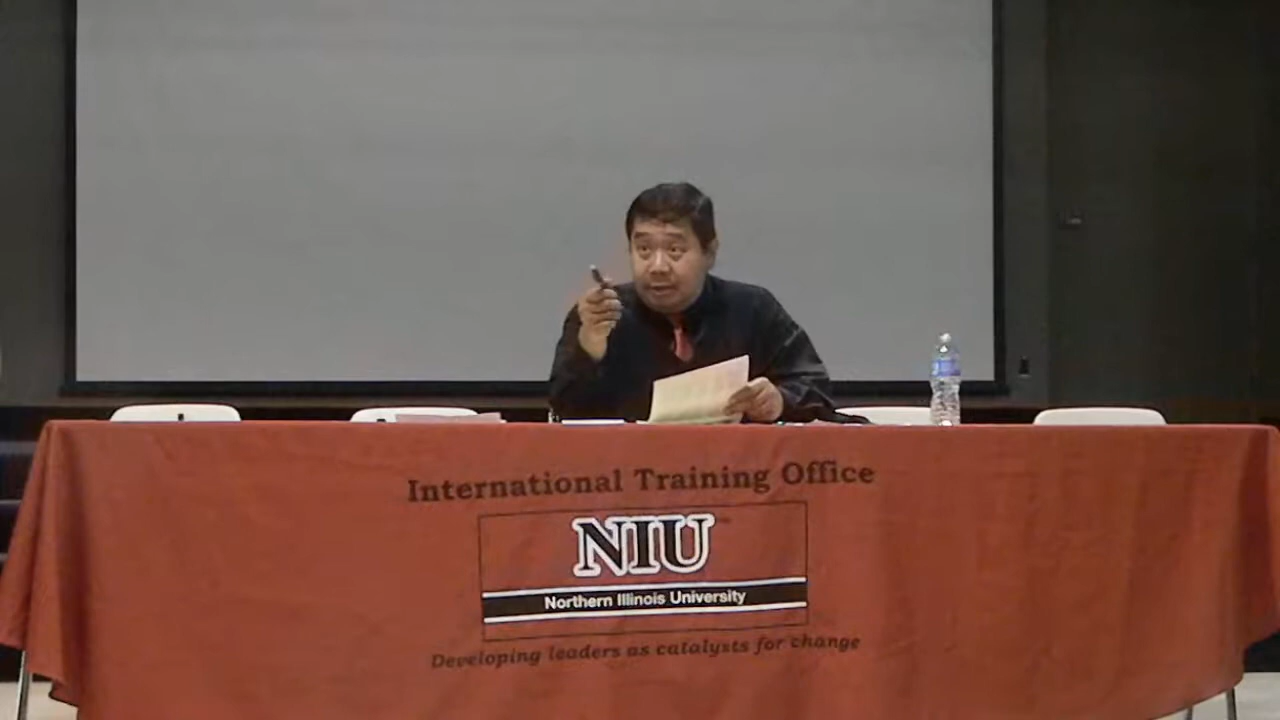 International Training Office
NIU
Northern Illinois University
Developing leaders as catalysts for change